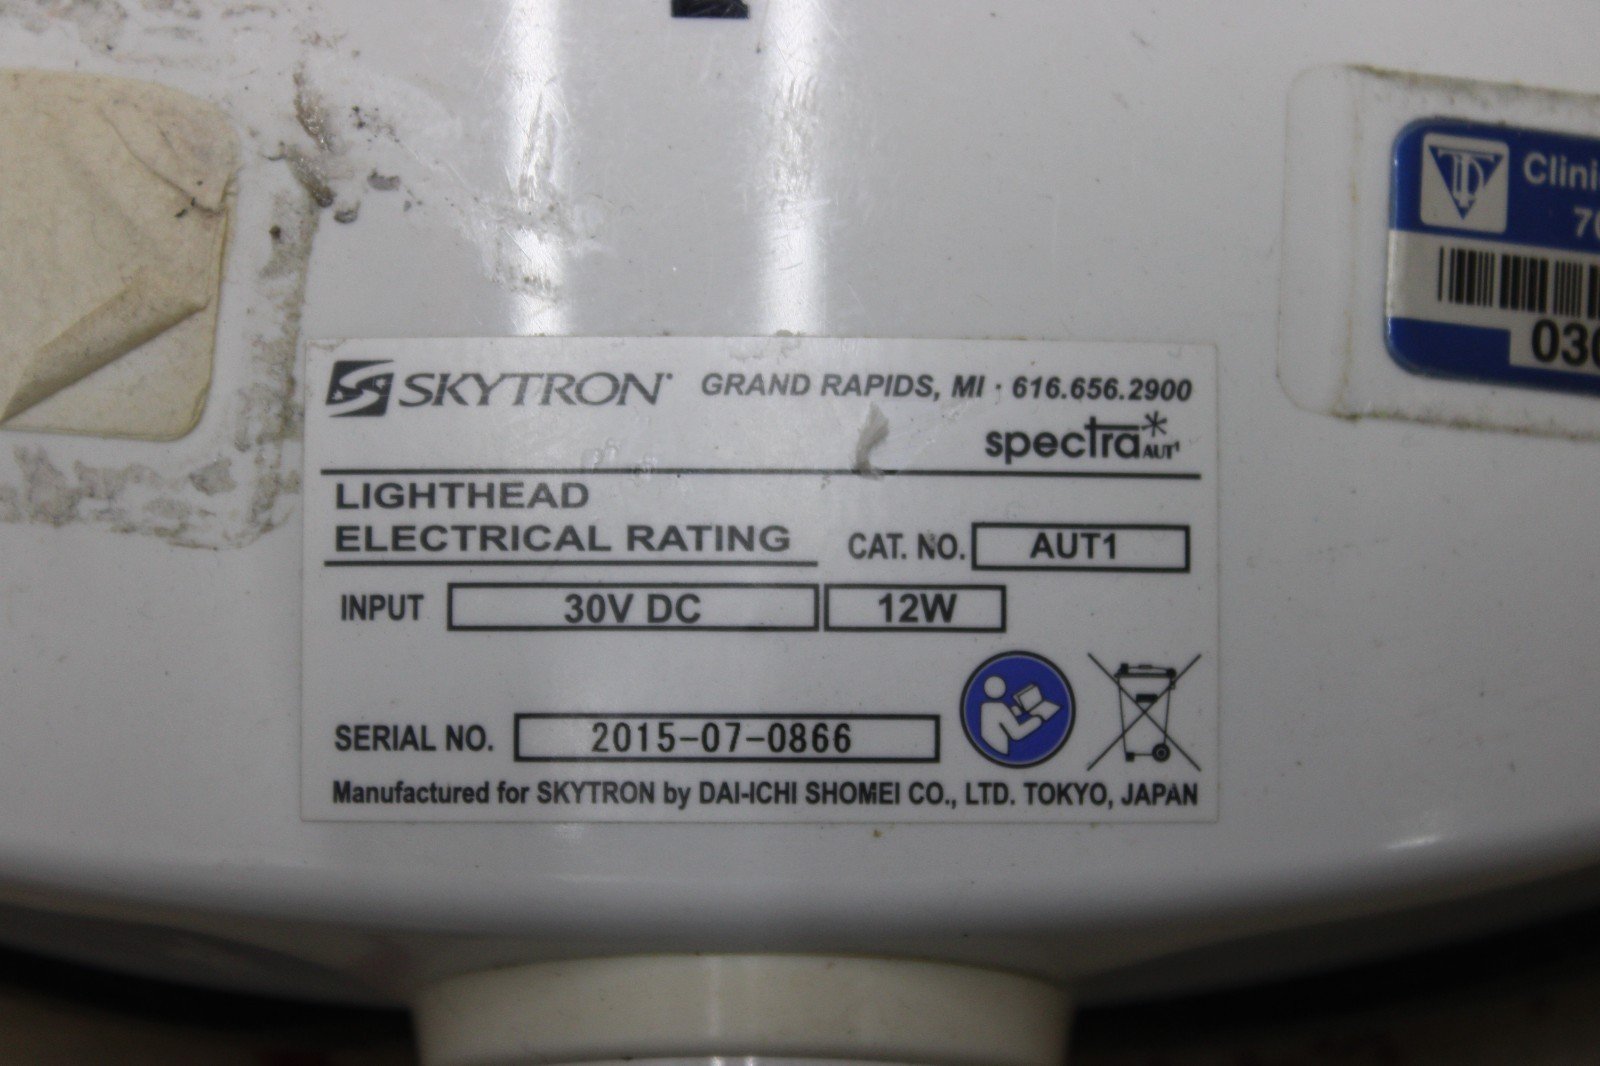 SKYTRON GRAND RAPIDS, MI · 616.656.2900
spectra AUT¹
LIGHTHEAD
ELECTRICAL RATING
CAT. NO. AUT1
INPUT 30V DC 12W
SERIAL NO. 2015-07-0866
Manufactured for SKYTRON by DAI-ICHI SHOMEI CO., LTD. TOKYO, JAPAN